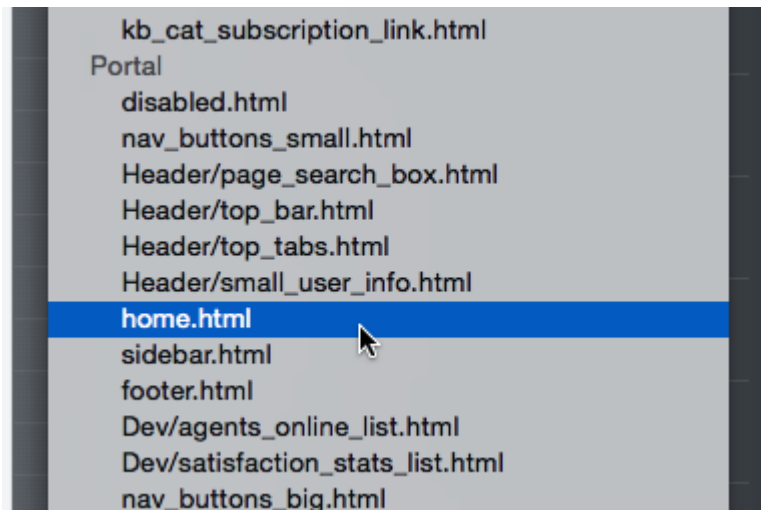 kb_cat_subscription_link.html
Portal
disabled.html
nav_buttons_small.html
Header/page_search_box.html
Header/top_bar.html
Header/top_tabs.html
Header/small_user_info.html
home.html
sidebar.html
footer.html
Dev/agents_online_list.html
Dev/satisfaction_stats_list.html
nav_buttons_big.html